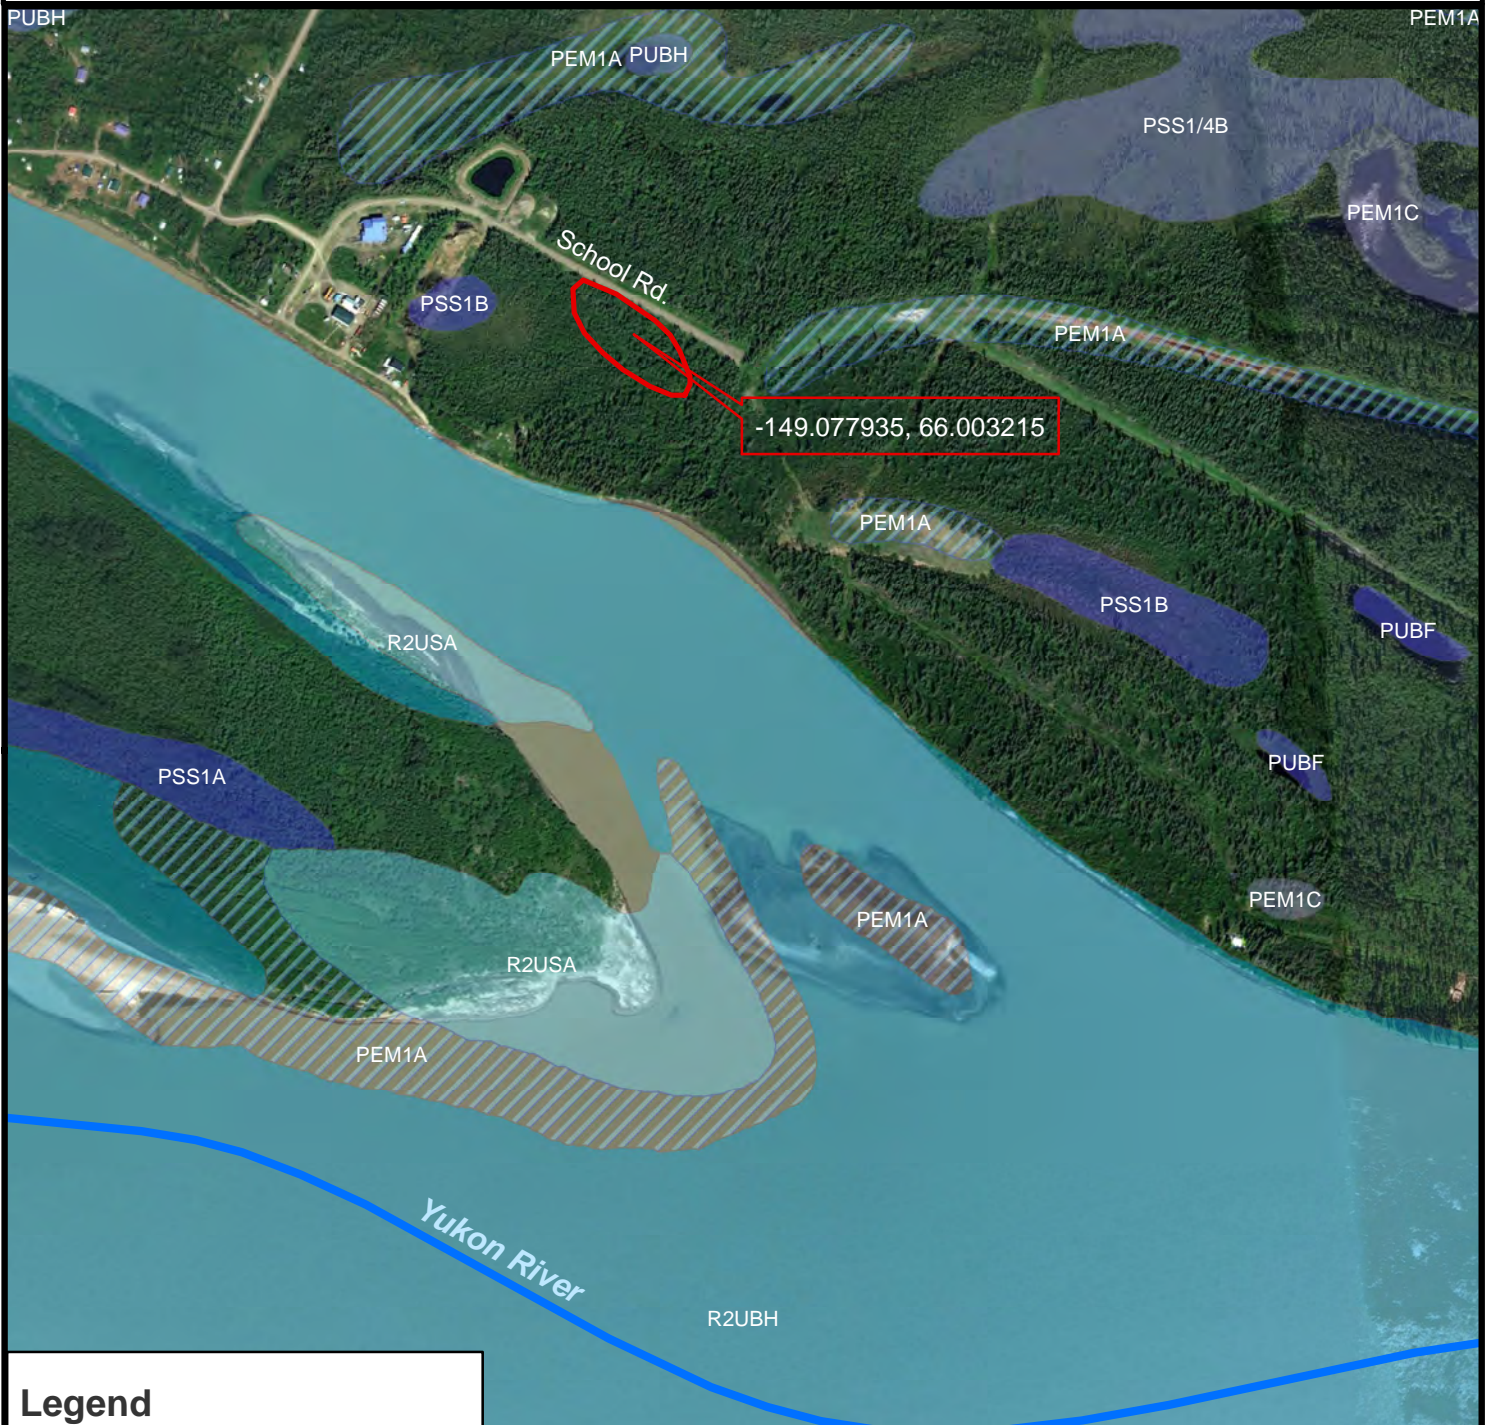 PUBH
PEM1A
PEM1A
PUBH
PSS1/4B
PEM1C
School Rd.
PSS1B
PEM1A
-149.077935, 66.003215
PEM1A
PSS1B
PUBF
R2USA
PUBF
PSS1A
PEM1C
PEM1A
R2USA
PEM1A
Yukon River
R2UBH
Legend